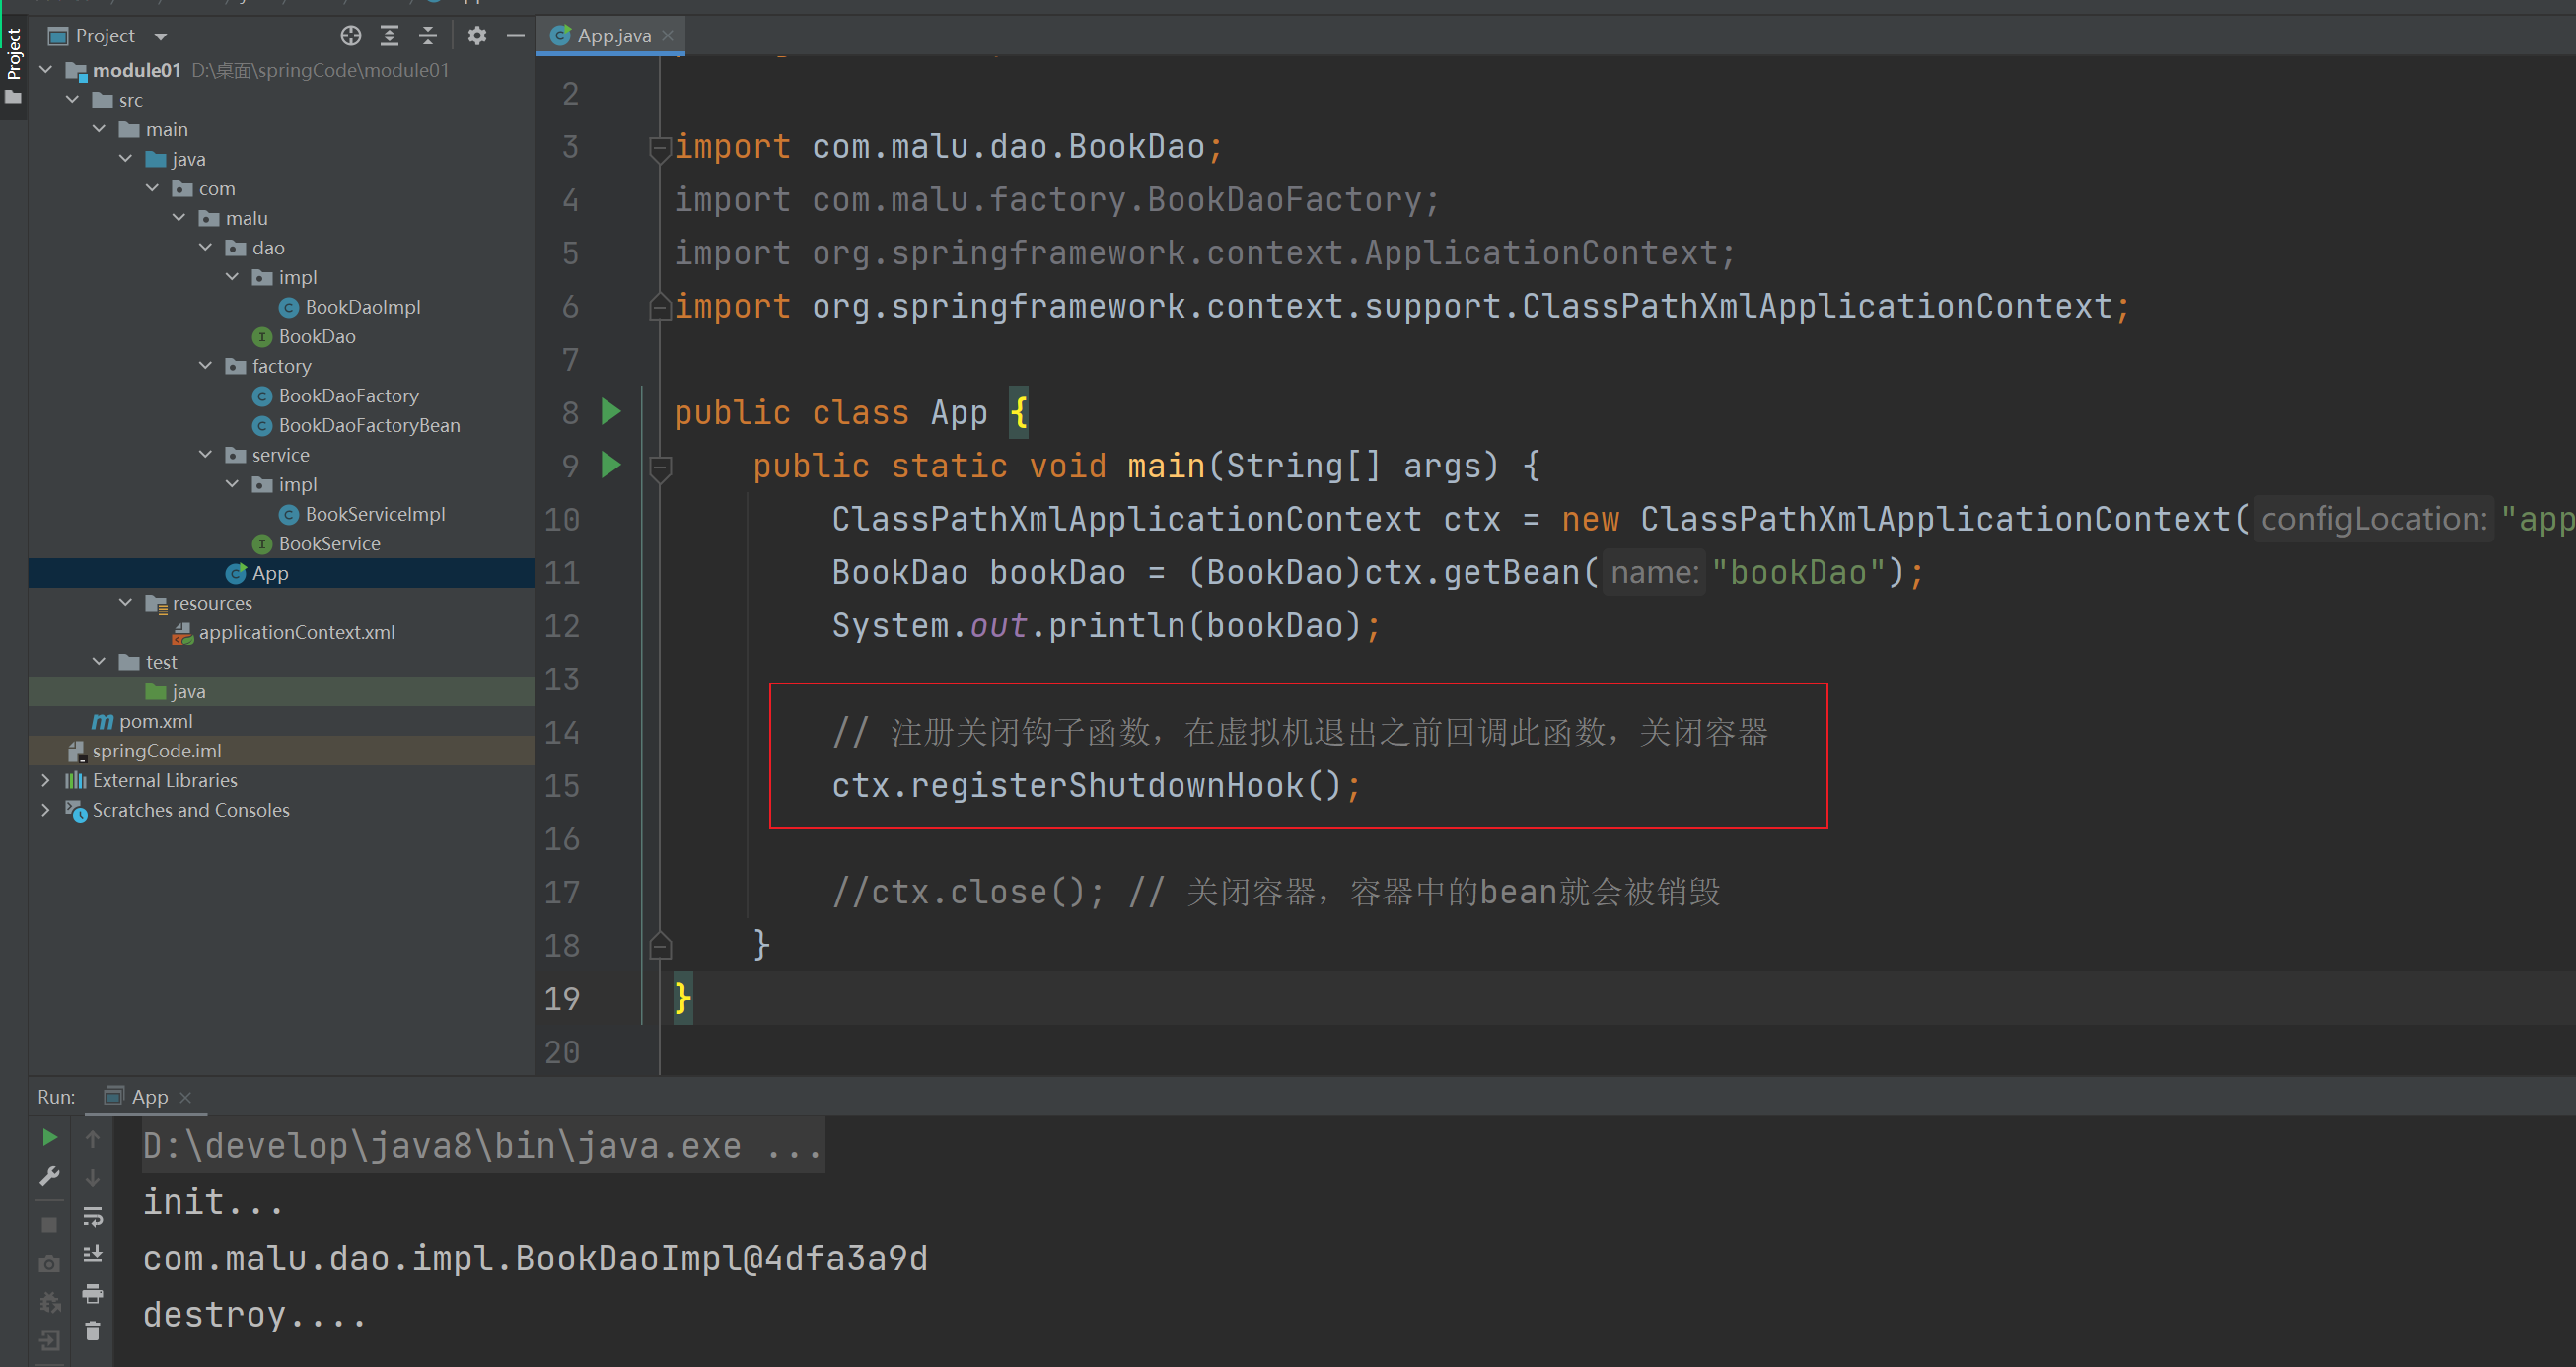 Project
Project
App.java
module01 D:\桌面\springCode\module01
src
main
java
com
malu
dao
impl
BookDaoImpl
BookDao
factory
BookDaoFactory
BookDaoFactoryBean
service
impl
BookServiceImpl
BookService
App
resources
applicationContext.xml
test
java
pom.xml
springCode.iml
External Libraries
Scratches and Consoles
2
3 import com.malu.dao.BookDao;
4 import com.malu.factory.BookDaoFactory;
5 import org.springframework.context.ApplicationContext;
6 import org.springframework.context.support.ClassPathXmlApplicationContext;
7
8 public class App {
9 public static void main(String[] args) {
10 ClassPathXmlApplicationContext ctx = new ClassPathXmlApplicationContext( configLocation: "app
11 BookDao bookDao = (BookDao)ctx.getBean( name: "bookDao");
12 System.out.println(bookDao);
13
14 // 注册关闭钩子函数，在虚拟机退出之前回调此函数，关闭容器
15 ctx.registerShutdownHook();
16
17 //ctx.close(); // 关闭容器，容器中的bean就会被销毁
18 }
19 }
20
Run: App
D:\develop\java8\bin\java.exe ...
init...
com.malu.dao.impl.BookDaoImpl@4dfa3a9d
destroy....